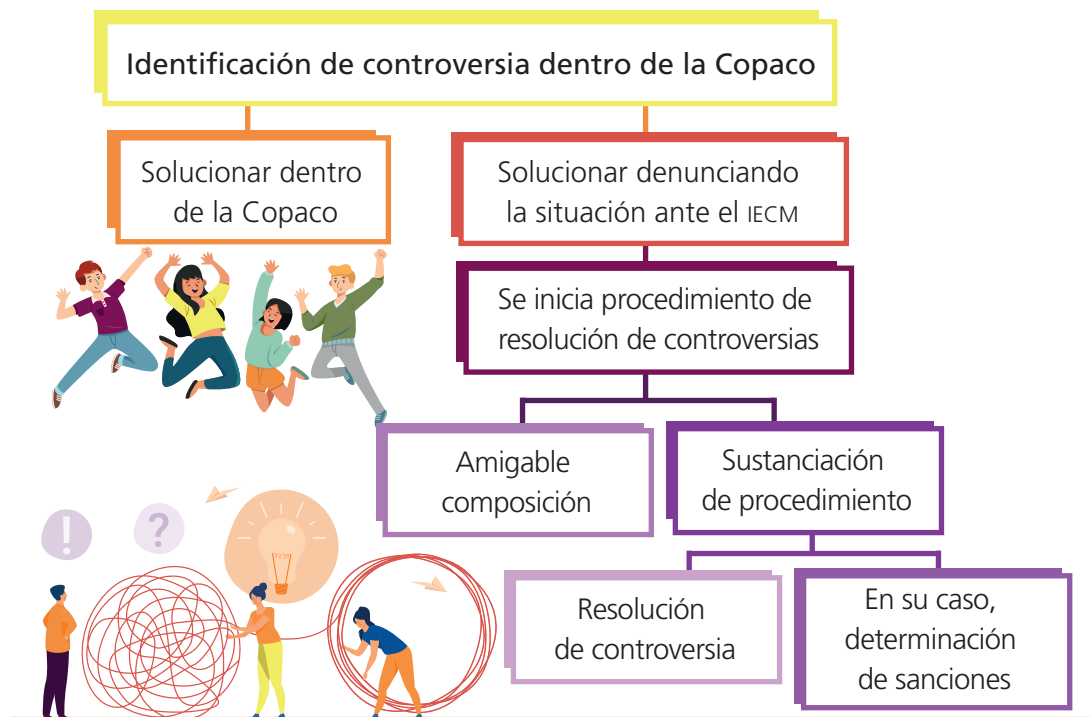 Identificación de controversia dentro de la Copaco
Solucionar dentro
de la Copaco
Solucionar denunciando
la situación ante el IECM
Se inicia procedimiento de
resolución de controversias
Amigable
composición
Sustanciación
de procedimiento
!
?
Resolución
de controversia
En su caso,
determinación
de sanciones